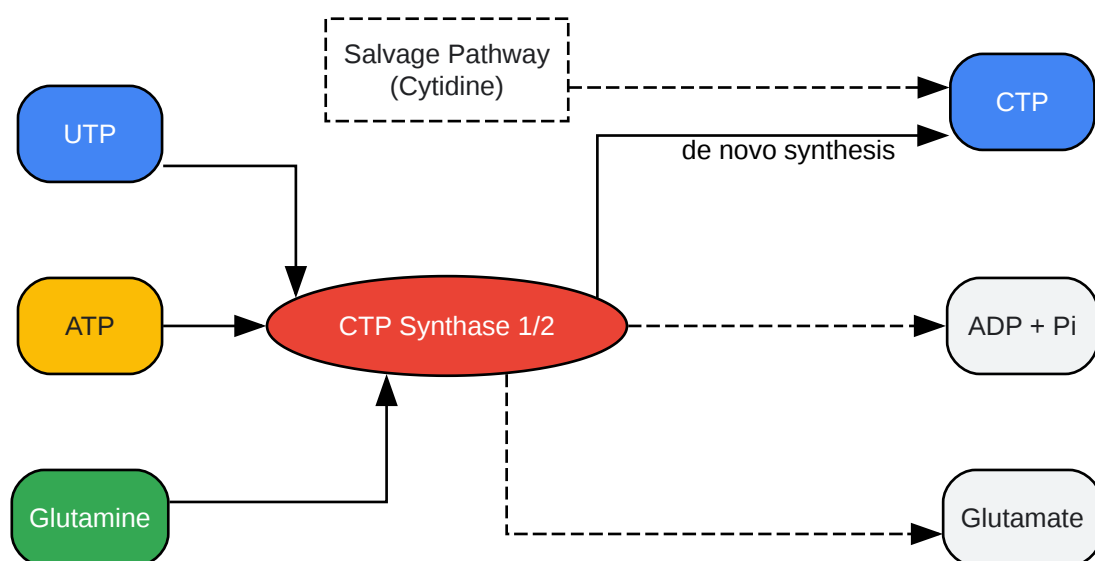 Salvage Pathway
(Cytidine)
CTP
UTP
de novo synthesis
ATP
CTP Synthase 1/2
ADP + Pi
Glutamine
Glutamate